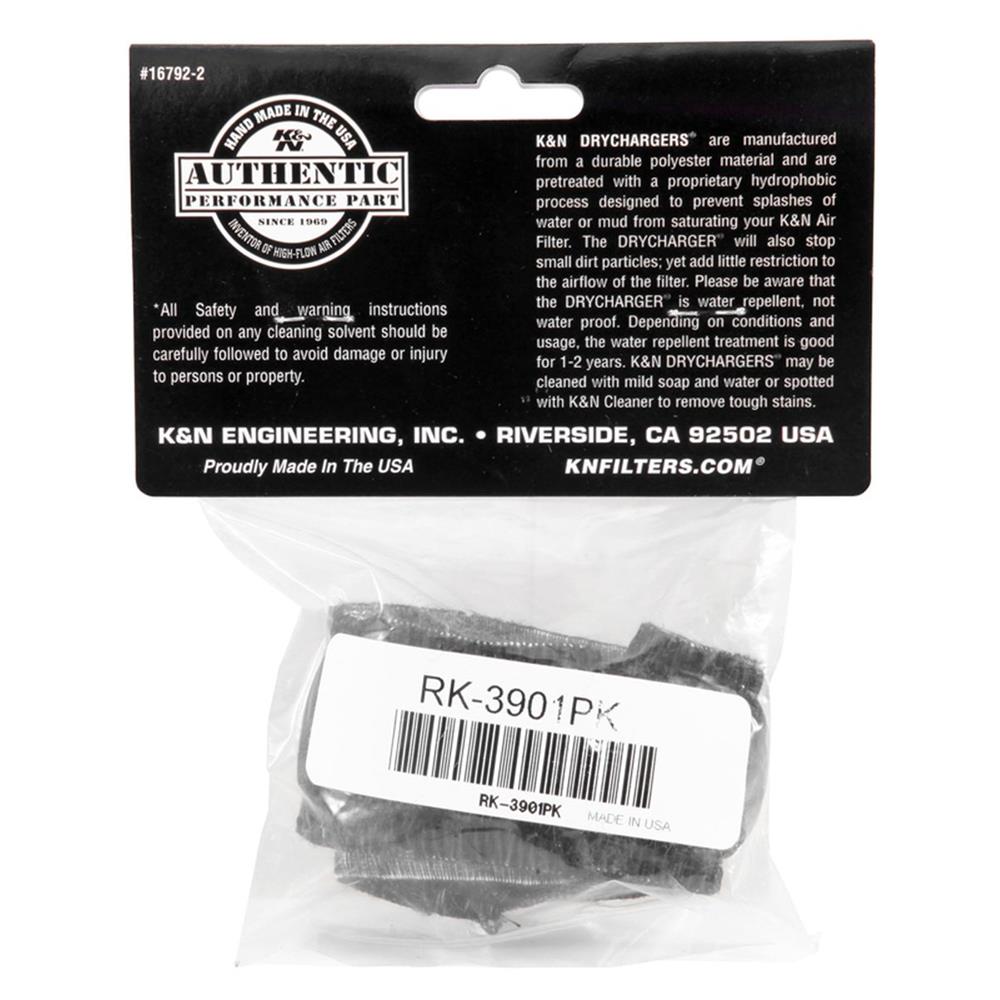 #16792-2
HAND MADE IN THE USA
K&N
AUTHENTIC
PERFORMANCE PART
SINCE 1969
INVENTOR OF HIGH-FLOW AIR FILTERS
*All Safety and warning instructions
provided on any cleaning solvent should be
carefully followed to avoid damage or injury
to persons or property.
K&N DRYCHARGERS® are manufactured
from a durable polyester material and are
pretreated with a proprietary hydrophobic
process designed to prevent splashes of
water or mud from saturating your K&N Air
Filter. The DRYCHARGER® will also stop
small dirt particles; yet add little restriction to
the airflow of the filter. Please be aware that
the DRYCHARGER® is water repellent, not
water proof. Depending on conditions and
usage, the water repellent treatment is good
for 1-2 years. K&N DRYCHARGERS® may be
cleaned with mild soap and water or spotted
with K&N Cleaner to remove tough stains.
K&N ENGINEERING, INC. • RIVERSIDE, CA 92502 USA
Proudly Made In The USA
KNFILTERS.COM®
RK-3901PK
RK-3901PK
MADE IN USA